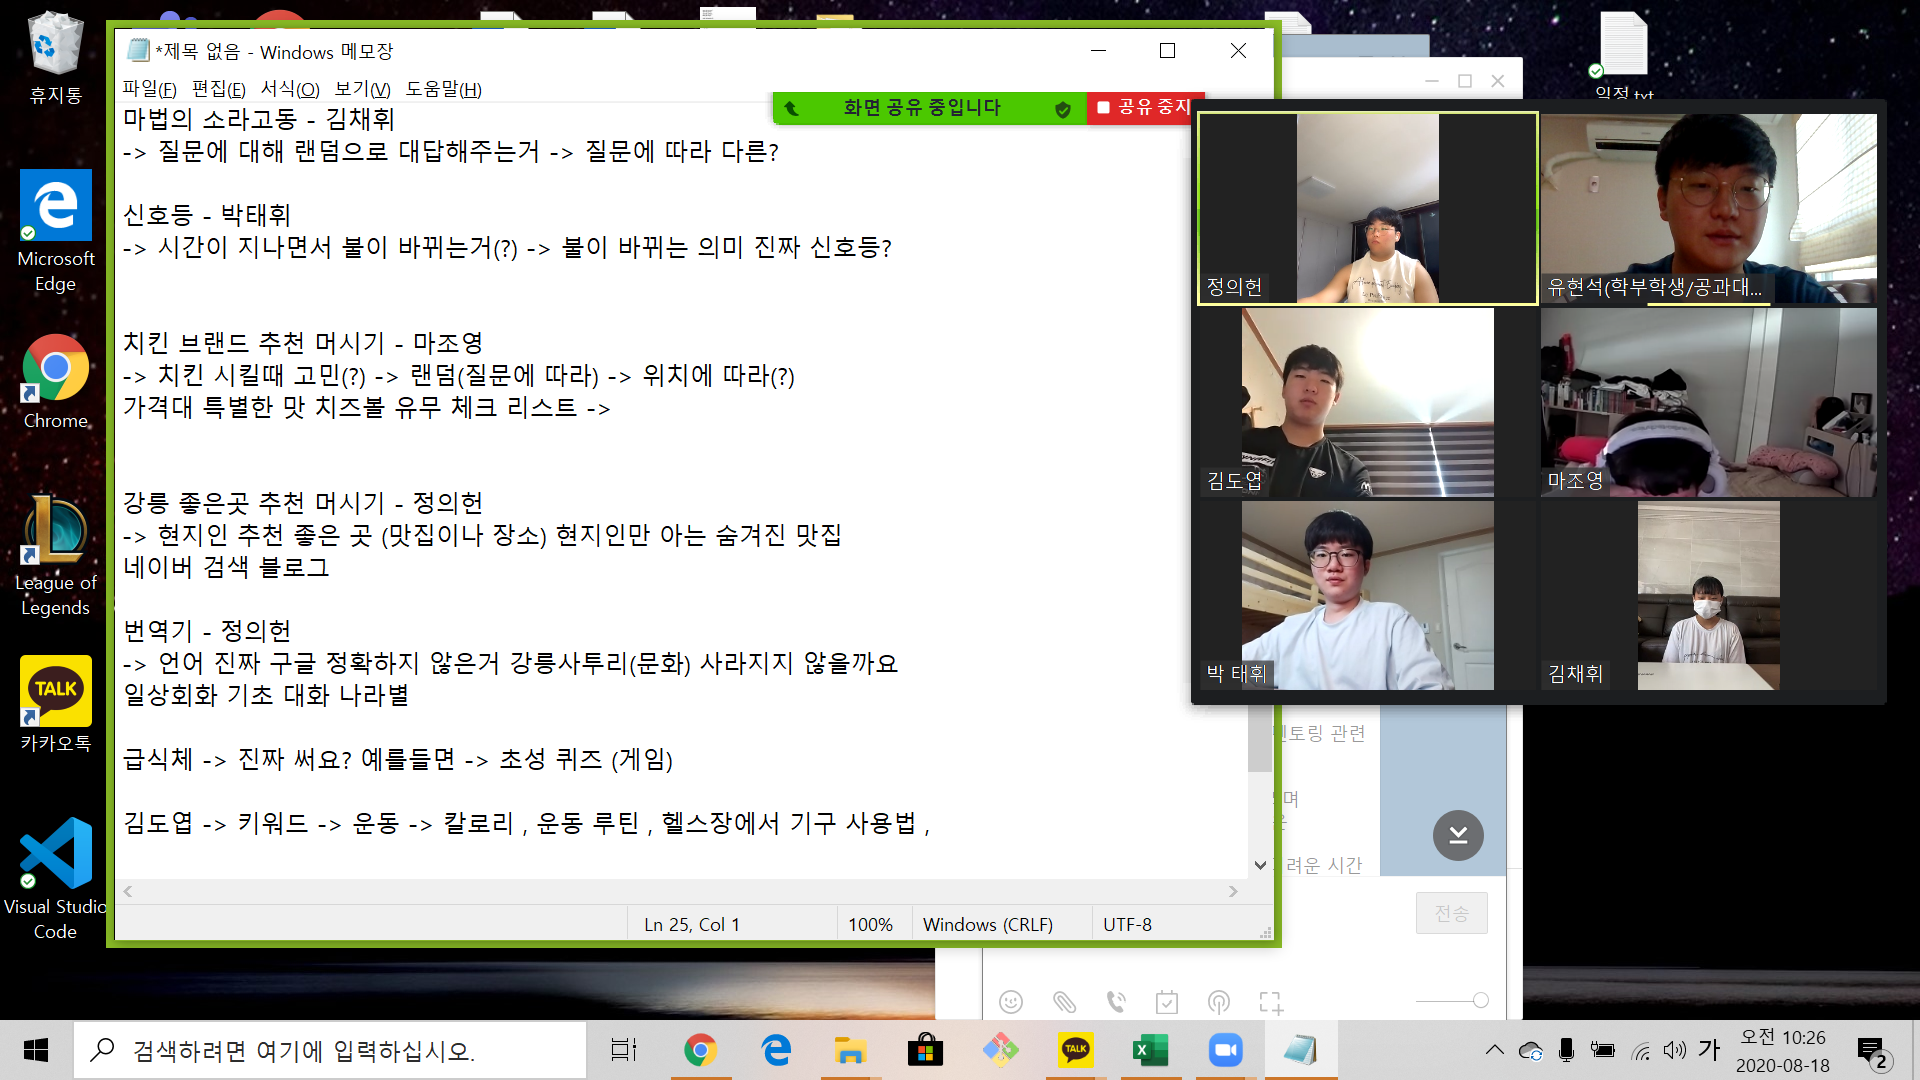 휴지통
Microsoft
Edge
Chrome
League of
Legends
TALK
카카오톡
Visual Studio
Code
*제목 없음 - Windows 메모장
파일(F) 편집(E) 서식(O) 보기(V) 도움말(H)
화면 공유 중입니다
공유 중지
마법의 소라고동 - 김채휘
-> 질문에 대해 랜덤으로 대답해주는거 -> 질문에 따라 다른?
신호등 - 박태휘
-> 시간이 지나면서 불이 바뀌는거(?) -> 불이 바뀌는 의미 진짜 신호등?
치킨 브랜드 추천 머시기 - 마조영
-> 치킨 시킬때 고민(?) -> 랜덤(질문에 따라) -> 위치에 따라(?)
가격대 특별한 맛 치즈볼 유무 체크 리스트 ->
강릉 좋은곳 추천 머시기 - 정의헌
-> 현지인 추천 좋은 곳 (맛집이나 장소) 현지인만 아는 숨겨진 맛집
네이버 검색 블로그
번역기 - 정의헌
-> 언어 진짜 구글 정확하지 않은거 강릉사투리(문화) 사라지지 않을까요
일상회화 기초 대화 나라별
급식체 -> 진짜 써요? 예를들면 -> 초성 퀴즈 (게임)
김도엽 -> 키워드 -> 운동 -> 칼로리 , 운동 루틴 , 헬스장에서 기구 사용법 ,
Ln 25, Col 1
100%
Windows (CRLF)
UTF-8
일정.txt
정의헌
유현석(학부학생/공과대...
김도엽
마조영
박 태휘
김채휘
관련
려운 시간
전송
검색하려면 여기에 입력하십시오.
TALK
가
오전 10:26
2020-08-18
2